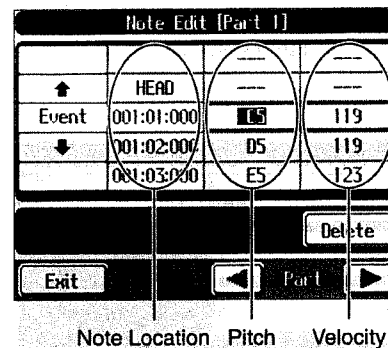 Note Edit [Part 1]
--- ---
HEAD --- ---
Event 001:01:000 119
001:02:000 D5 119
001:03:000 E5 123
Delete
Exit Part
Note Location Pitch Velocity